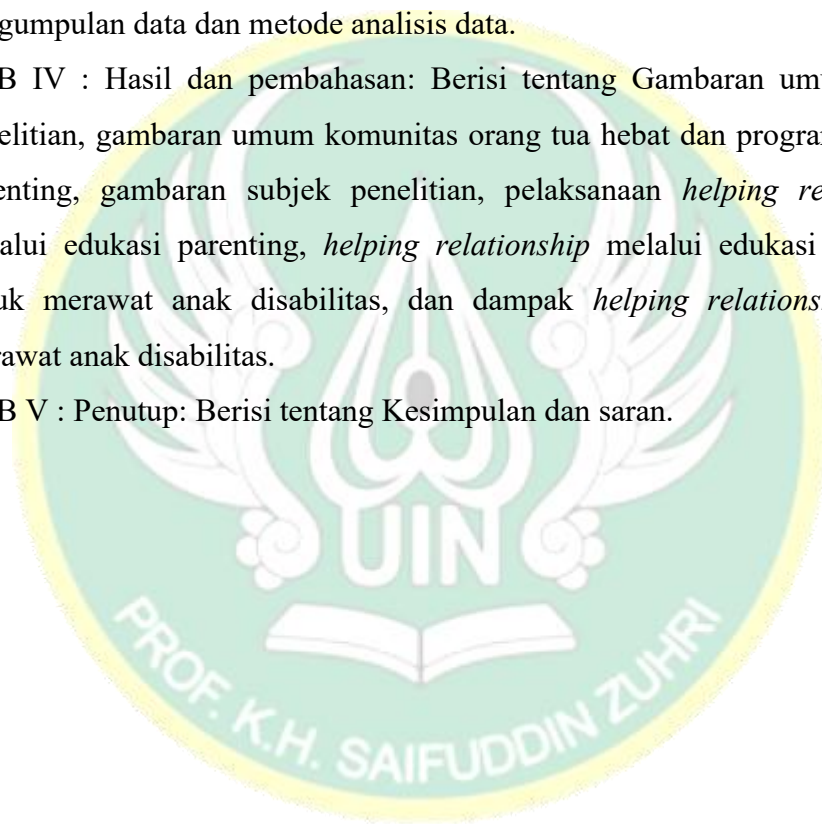 gumpulan data dan metode analisis data.
B IV : Hasil dan pembahasan: Berisi tentang Gambaran um
elitian, gambaran umum komunitas orang tua hebat dan program
enting, gambaran subjek penelitian, pelaksanaan helping re
alui edukasi parenting, helping relationship melalui edukasi
uk merawat anak disabilitas, dan dampak helping relations
rawat anak disabilitas.
B V : Penutup: Berisi tentang Kesimpulan dan saran.
UIN
PROF. K.H. SAIFUDDIN ZUHRI